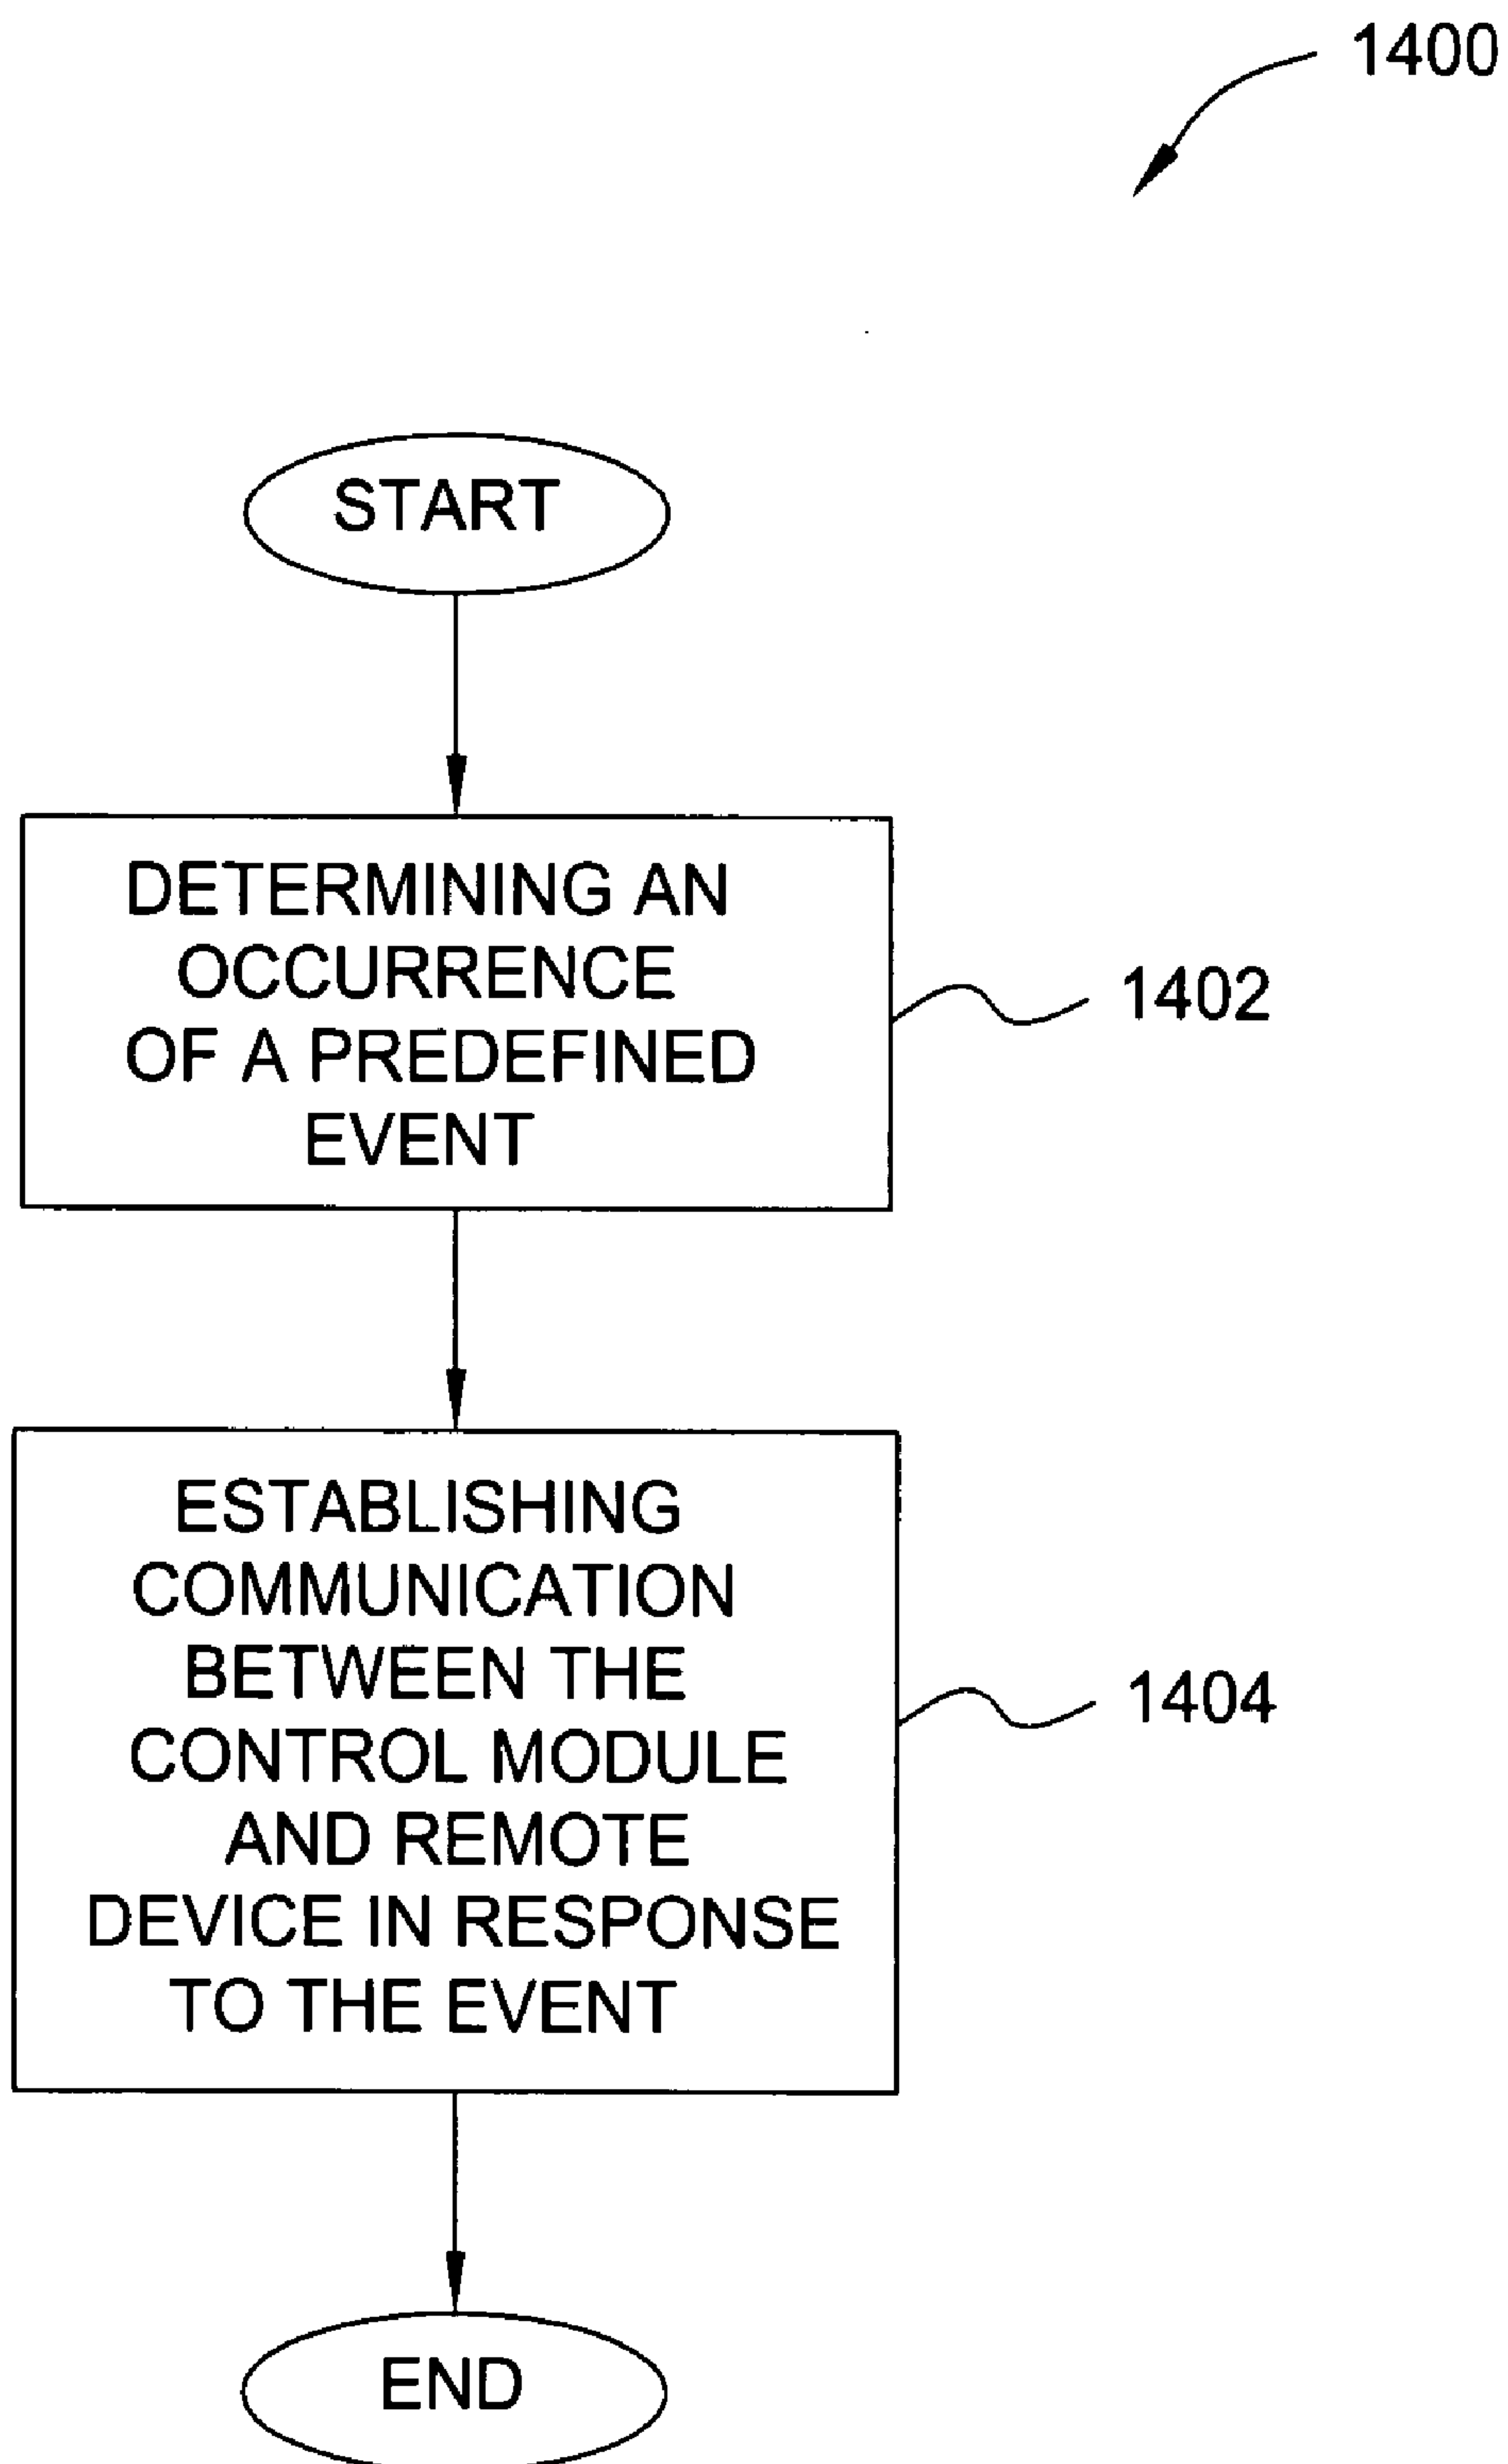 1400
START
DETERMINING AN
OCCURRENCE
OF A PREDEFINED
EVENT
1402
ESTABLISHING
COMMUNICATION
BETWEEN THE
CONTROL MODULE
AND REMOTE
DEVICE IN RESPONSE
TO THE EVENT
1404
END